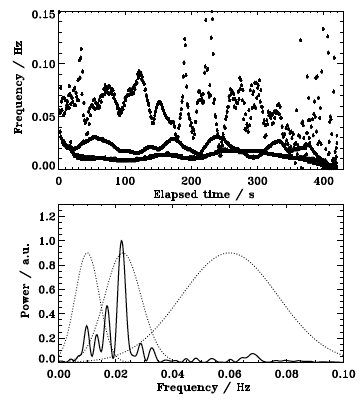 0.15
0.10
0.05
0.00
Frequency / Hz
0 100 200 300 400
Elapsed time / s
1.2
1.0
0.8
0.6
0.4
0.2
0.0
Power / a.u.
0.00 0.02 0.04 0.06 0.08 0.10
Frequency / Hz